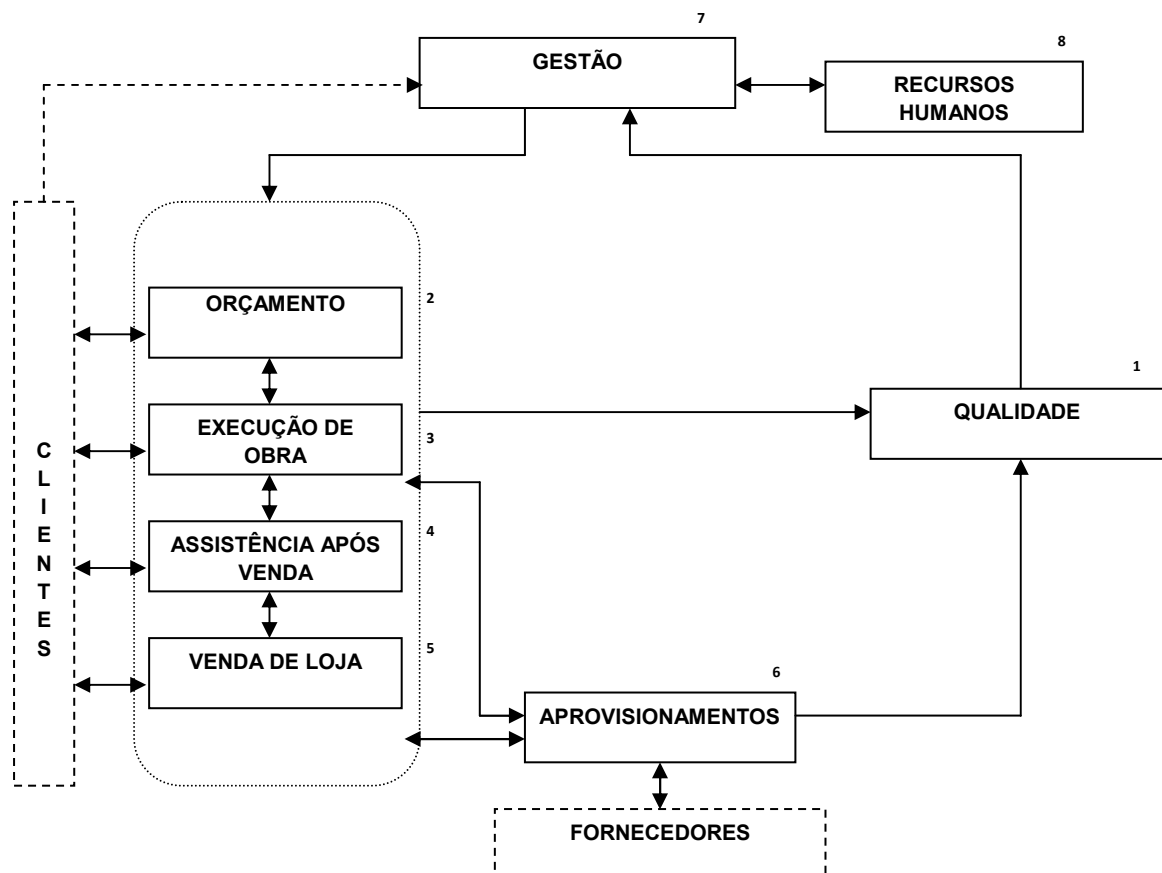 7
GESTÃO
8
RECURSOS
HUMANOS
ORÇAMENTO
2
EXECUÇÃO DE
OBRA
3
QUALIDADE
1
CLIENTES
ASSISTÊNCIA APÓS
VENDA
4
VENDA DE LOJA
5
APROVISIONAMENTOS
6
FORNECEDORES